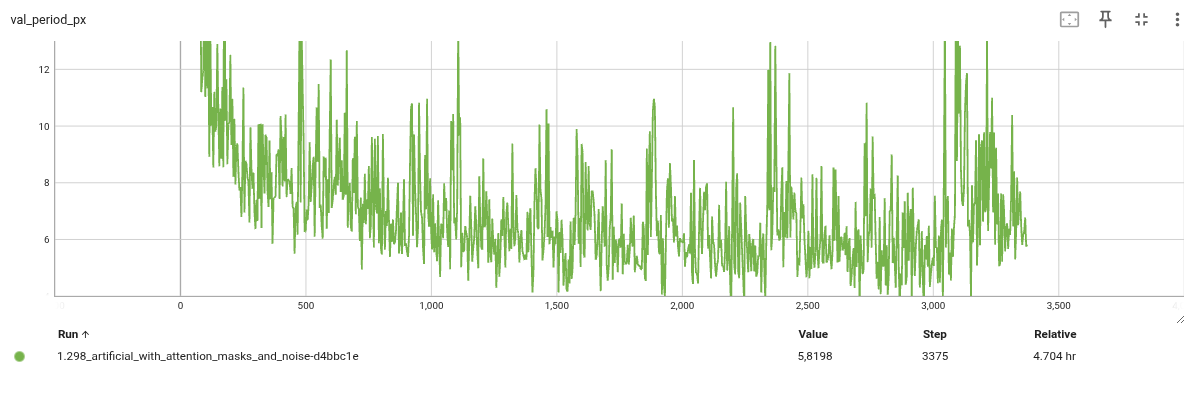 val_period_px
12
10
8
6
0 500 1,000 1,500 2,000 2,500 3,000 3,500
Run ↑ Value Step Relative
1.298_artificial_with_attention_masks_and_noise-d4bbc1e 5,8198 3375 4.704 hr